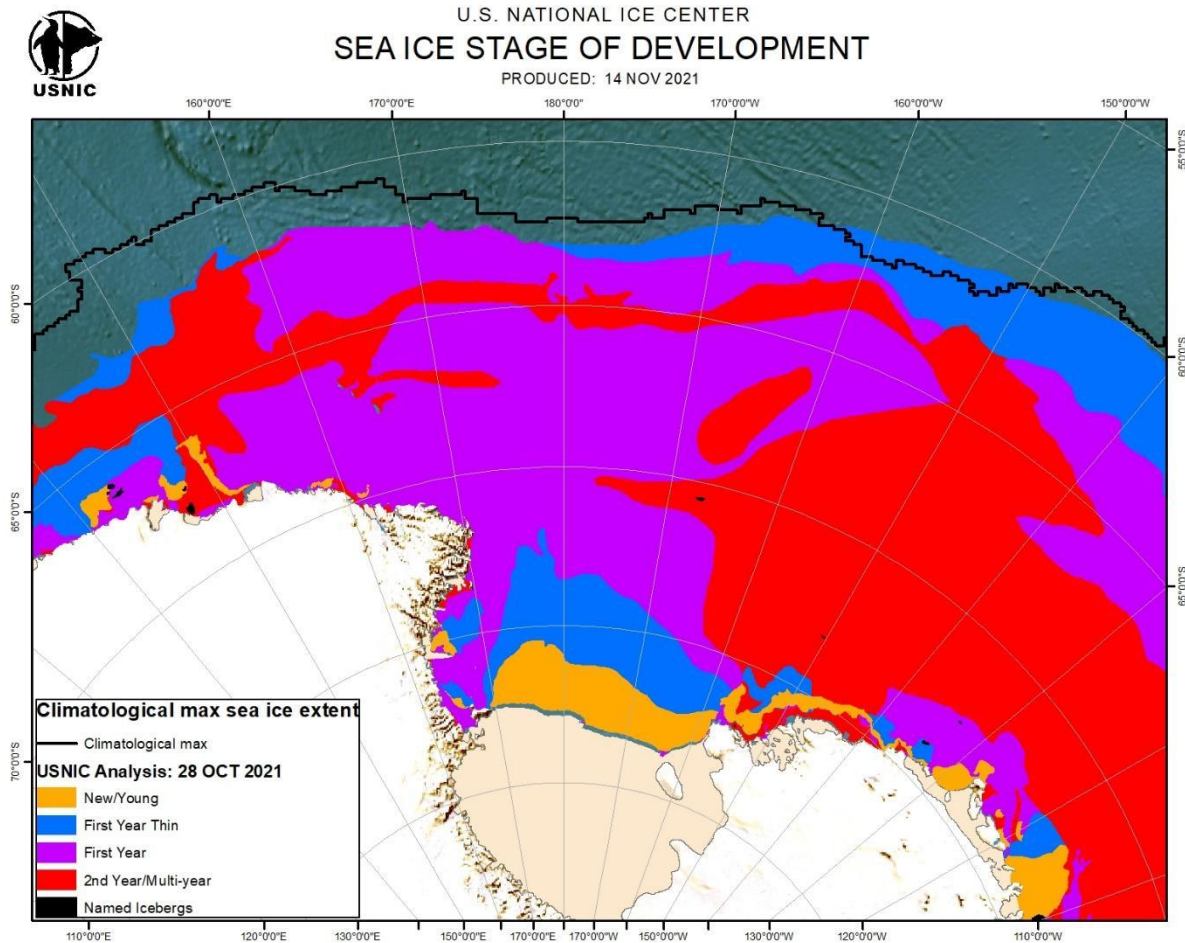 U.S. NATIONAL ICE CENTER
SEA ICE STAGE OF DEVELOPMENT
PRODUCED: 14 NOV 2021
USNIC
160°0'0"E 170°0'0"E 180°0'0" 170°0'0"W 160°0'0"W 150°0'0"W
55°0'0"S
60°0'0"S
60°0'0"S
65°0'0"S
65°0'0"S
70°0'0"S
Climatological max sea ice extent
Climatological max
USNIC Analysis: 28 OCT 2021
New/Young
First Year Thin
First Year
2nd Year/Multi-year
Named Icebergs
110°0'0"E 120°0'0"E 130°0'0"E 150°0'0"E 170°0'0"E 170°0'0"W 150°0'0"W 130°0'0"W 120°0'0"W 110°0'0"W